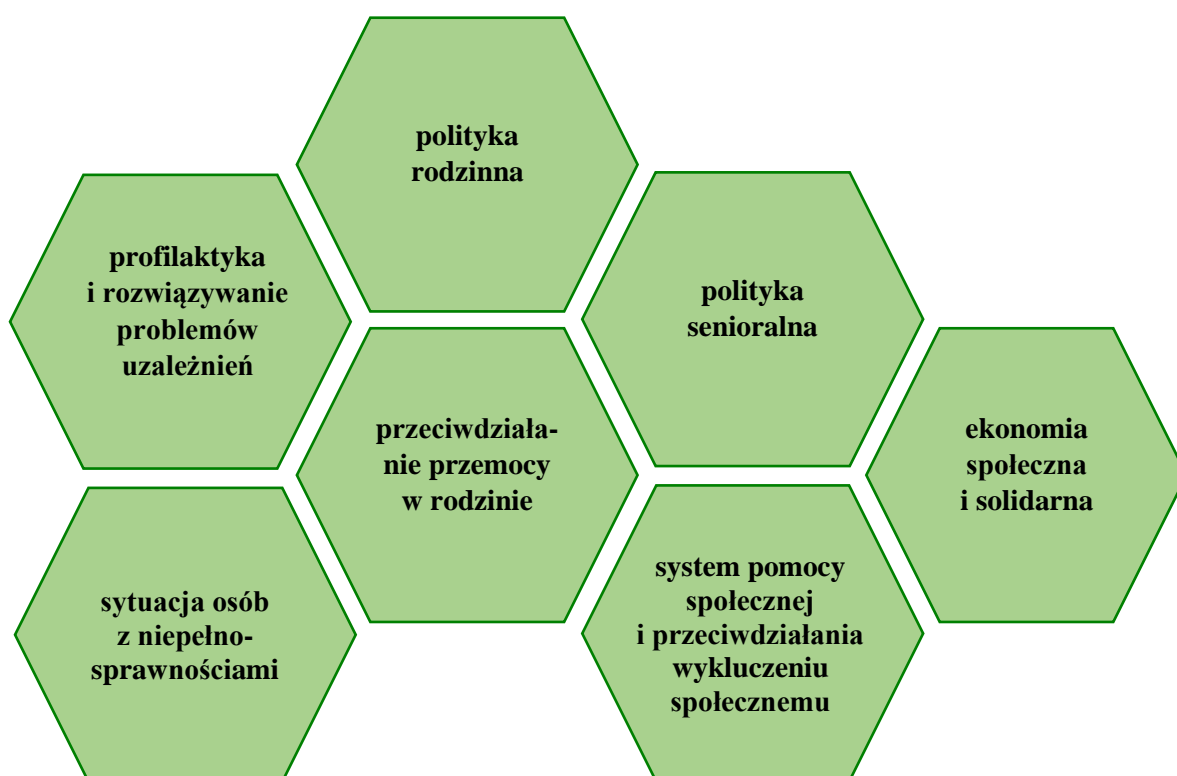 polityka
rodzinna
profilaktyka
i rozwiązywanie
problemów
uzależnień
polityka
senioralna
przeciwdziała-
nie przemocy
w rodzinie
ekonomia
społeczna
i solidarna
sytuacja osób
z niepełno-
sprawnościami
system pomocy
społecznej
i przeciwdziałania
wykluczeniu
społecznemu